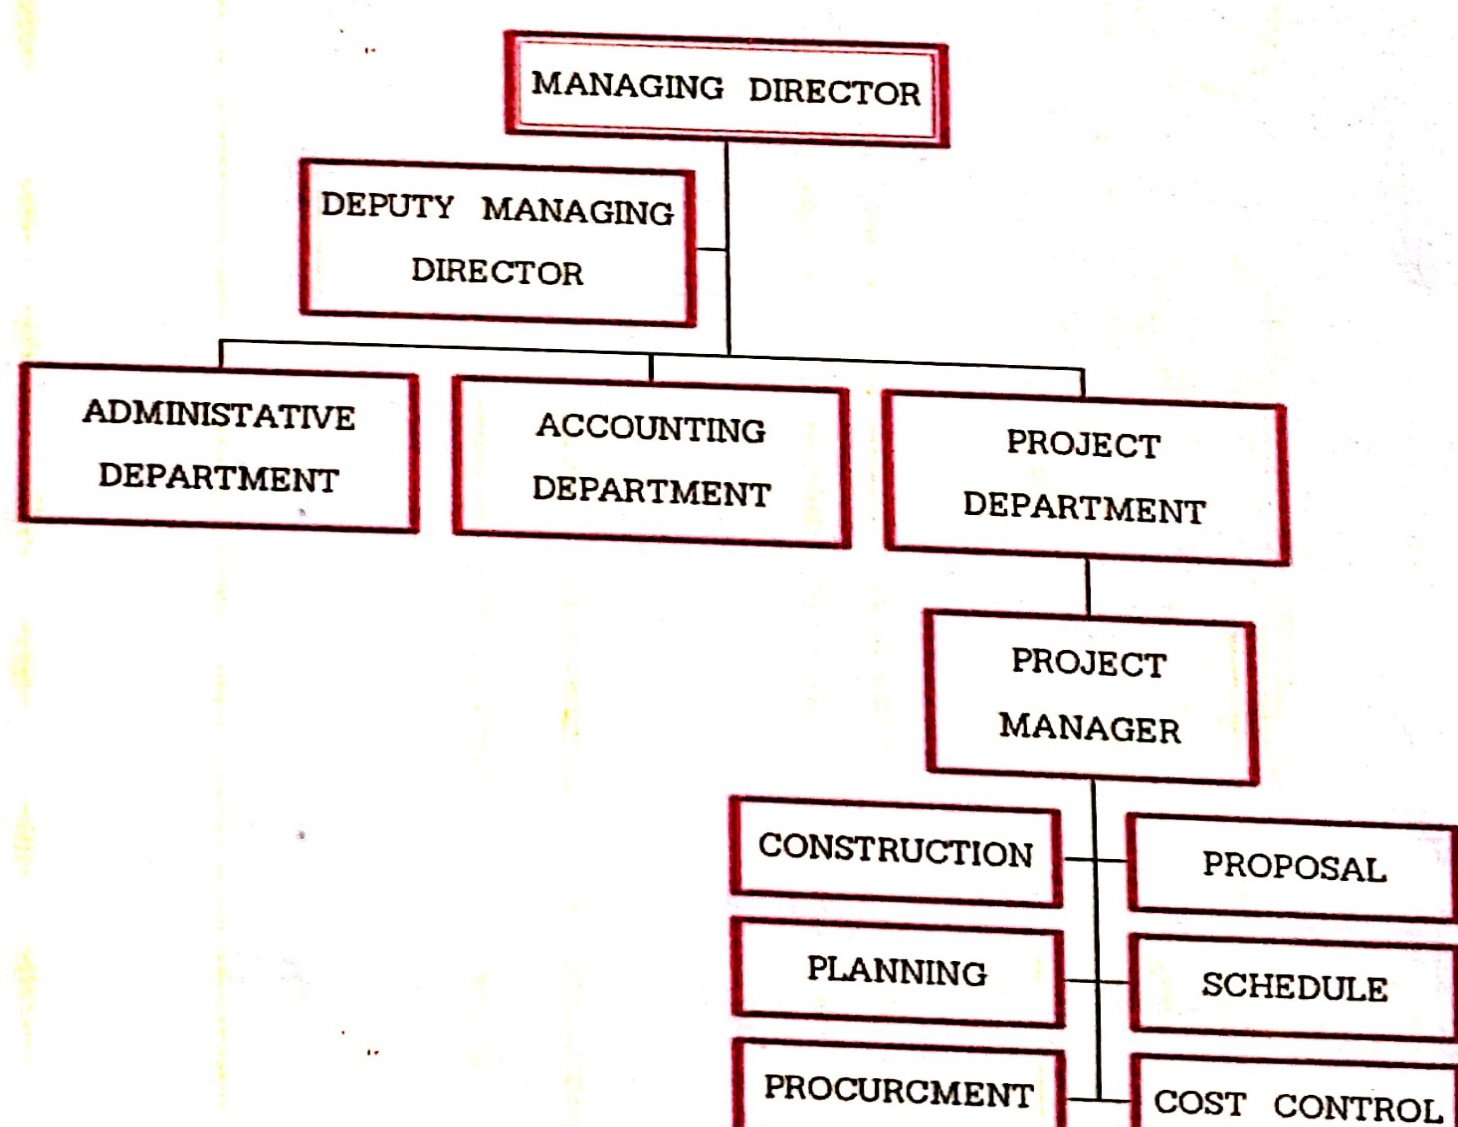 MANAGING DIRECTOR
DEPUTY MANAGING
DIRECTOR
ADMINISTATIVE
DEPARTMENT
ACCOUNTING
DEPARTMENT
PROJECT
DEPARTMENT
PROJECT
MANAGER
CONSTRUCTION
PROPOSAL
PLANNING
SCHEDULE
PROCURCMENT
COST CONTROL